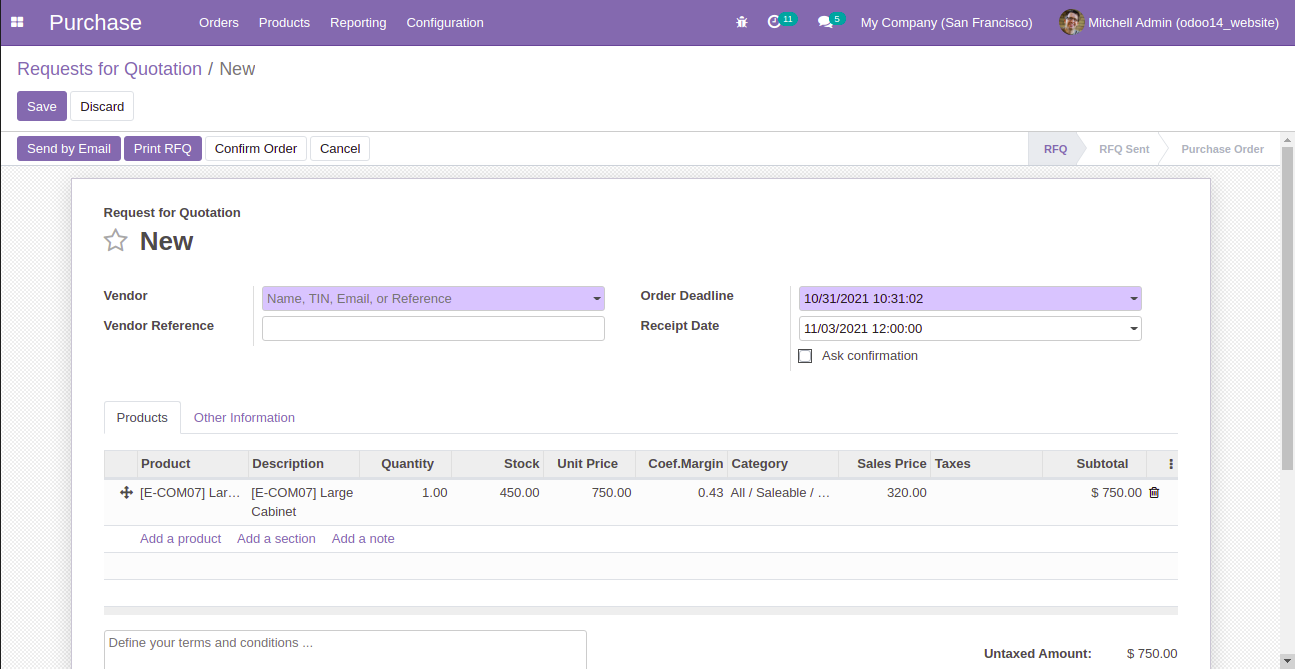 Purchase Orders Products Reporting Configuration 11 5 My Company (San Francisco) Mitchell Admin (odoo14_website)
Requests for Quotation / New
Save Discard
Send by Email Print RFQ Confirm Order Cancel RFQ RFQ Sent Purchase Order
Request for Quotation
New
Vendor Name, TIN, Email, or Reference Order Deadline 10/31/2021 10:31:02
Vendor Reference Receipt Date 11/03/2021 12:00:00
Ask confirmation
Products Other Information
Product Description Quantity Stock Unit Price Coef.Margin Category Sales Price Taxes Subtotal
[E-COM07] Lar... [E-COM07] Large 1.00 450.00 750.00 0.43 All / Saleable / ... 320.00 $ 750.00
Cabinet
Add a product Add a section Add a note
Define your terms and conditions ...
Untaxed Amount: $ 750.00